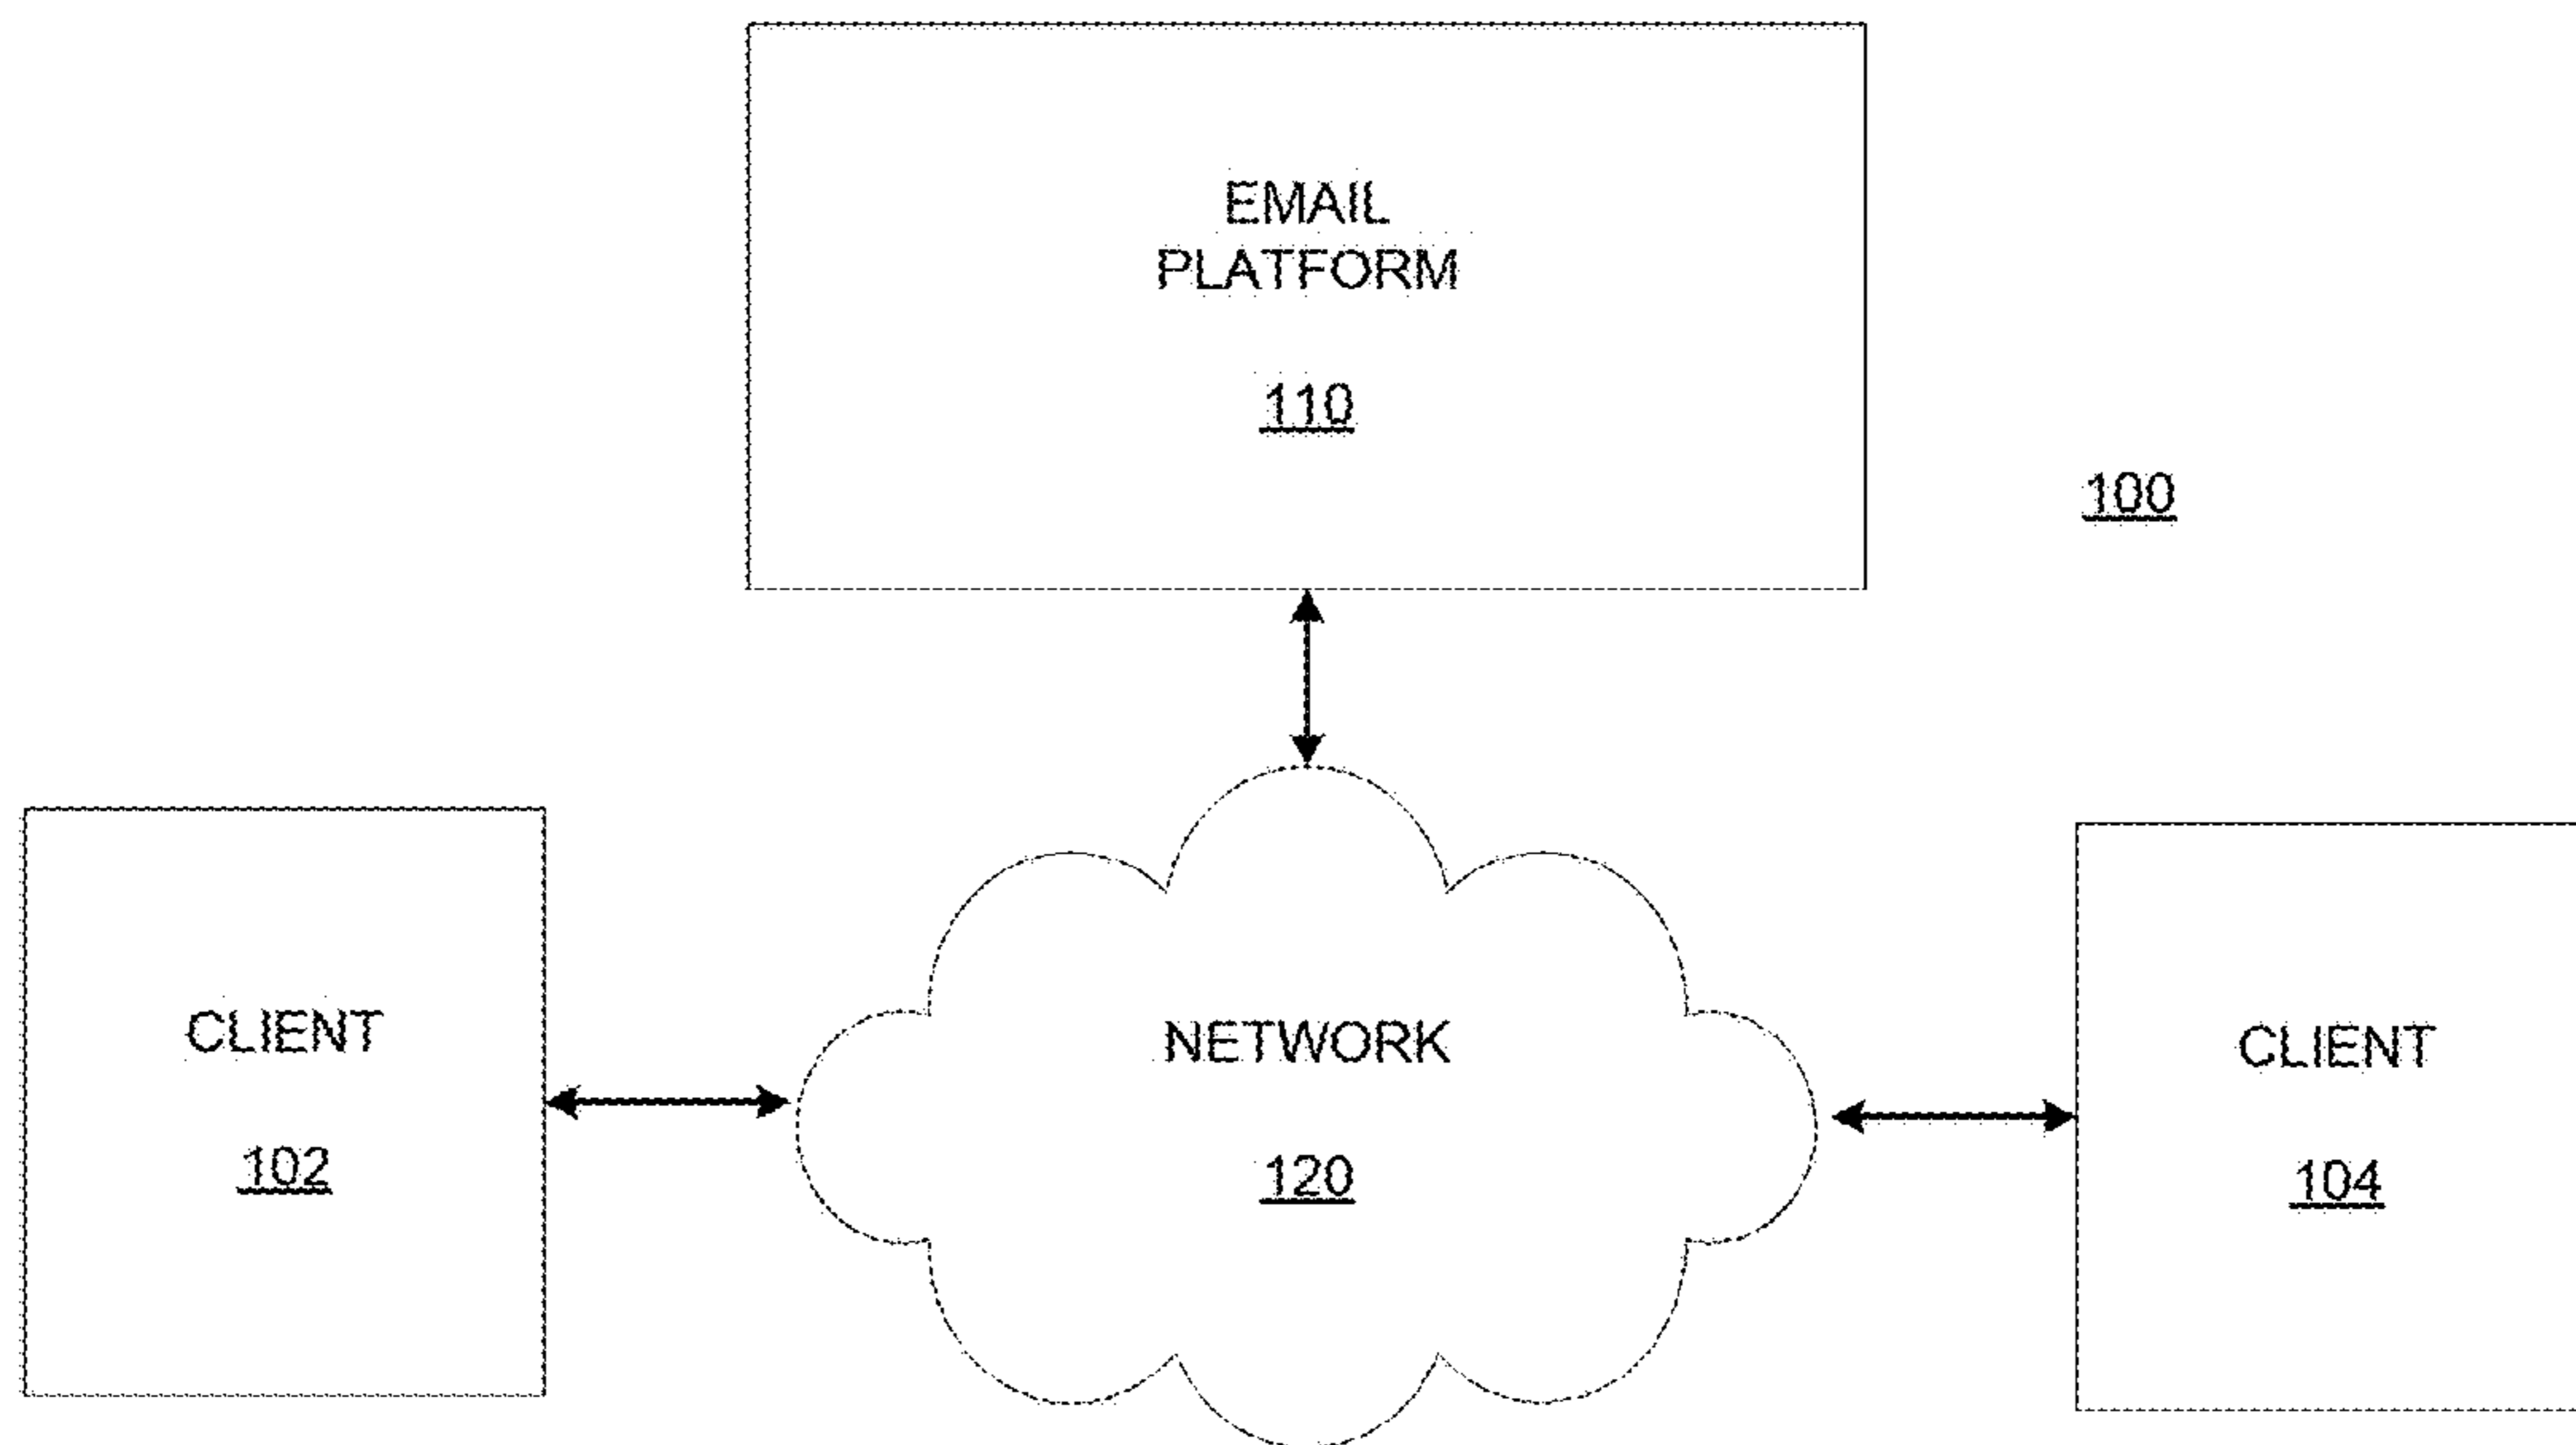 EMAIL
PLATFORM
110
100
CLIENT
102
NETWORK
120
CLIENT
104